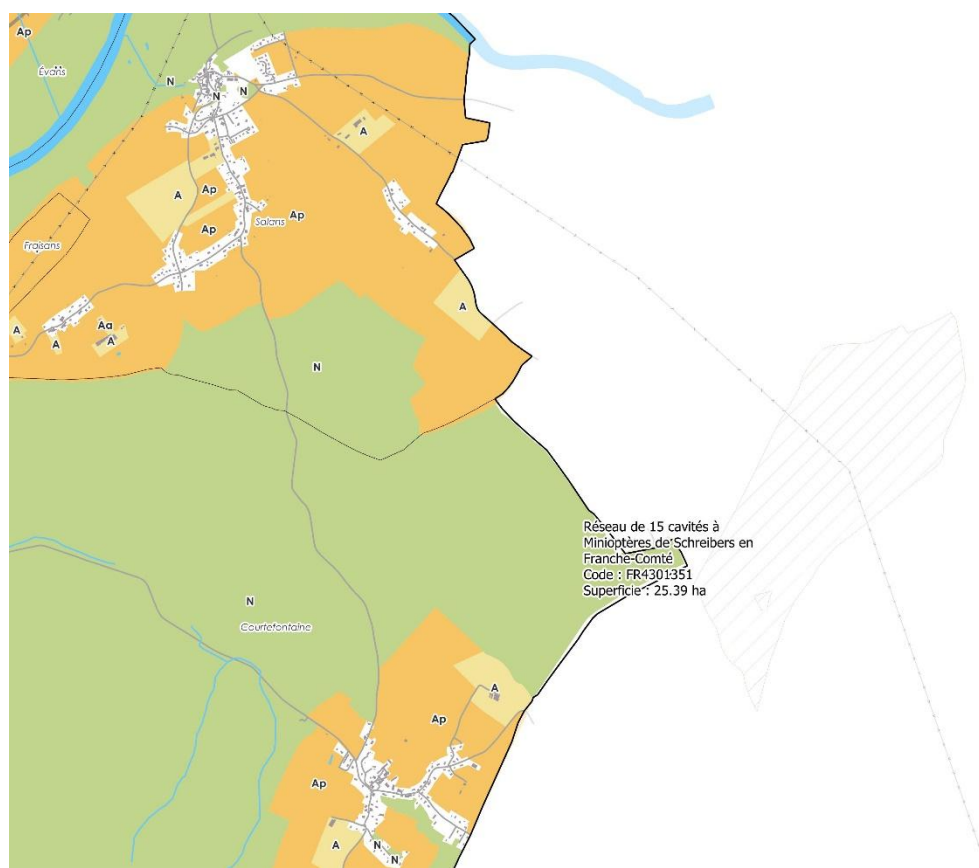 Ap
Évans
N
N
N
A
A
Ap
Ap
Salans
Ap
Fraisans
A
A
Aa
A
A
N
Réseau de 15 cavités à
Minioptères de Schreibers en
Franche-Comté
Code : FR4301351
Superficie : 25.39 ha
N
Courtefontaine
A
Ap
Ap
A
N
N